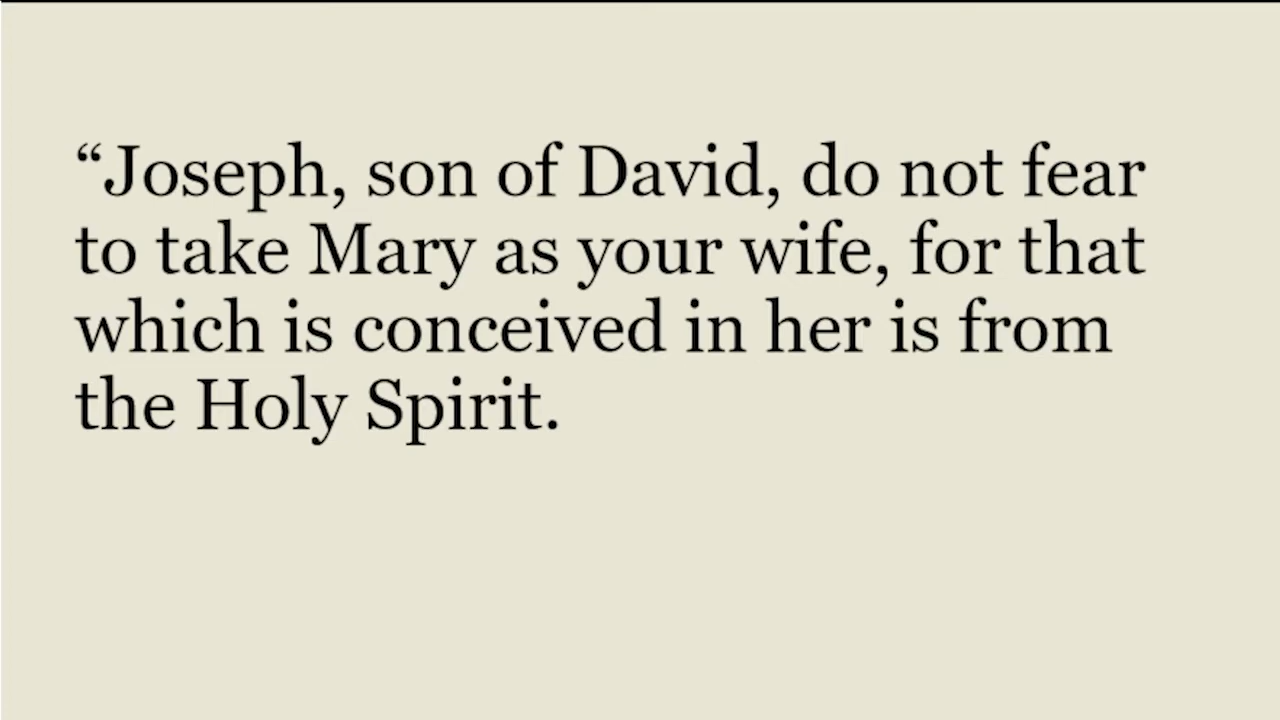 “Joseph, son of David, do not fear
to take Mary as your wife, for that
which is conceived in her is from
the Holy Spirit.